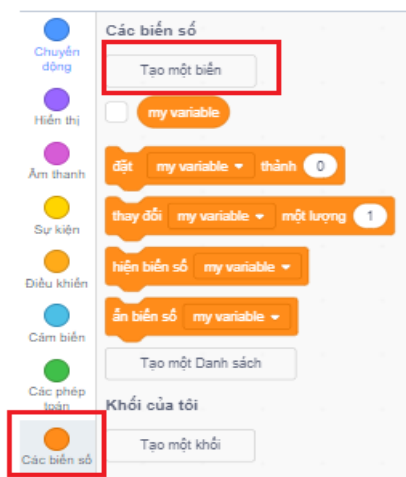 Chuyển
động
Hiển thị
Âm thanh
Sự kiện
Điều khiển
Cảm biến
Các phép
toán
Các biến số
Các biến số
Tạo một biến
my variable
đặt my variable thành 0
thay đổi my variable một lượng 1
hiện biến số my variable
ẩn biến số my variable
Tạo một Danh sách
Khối của tôi
Tạo một khối